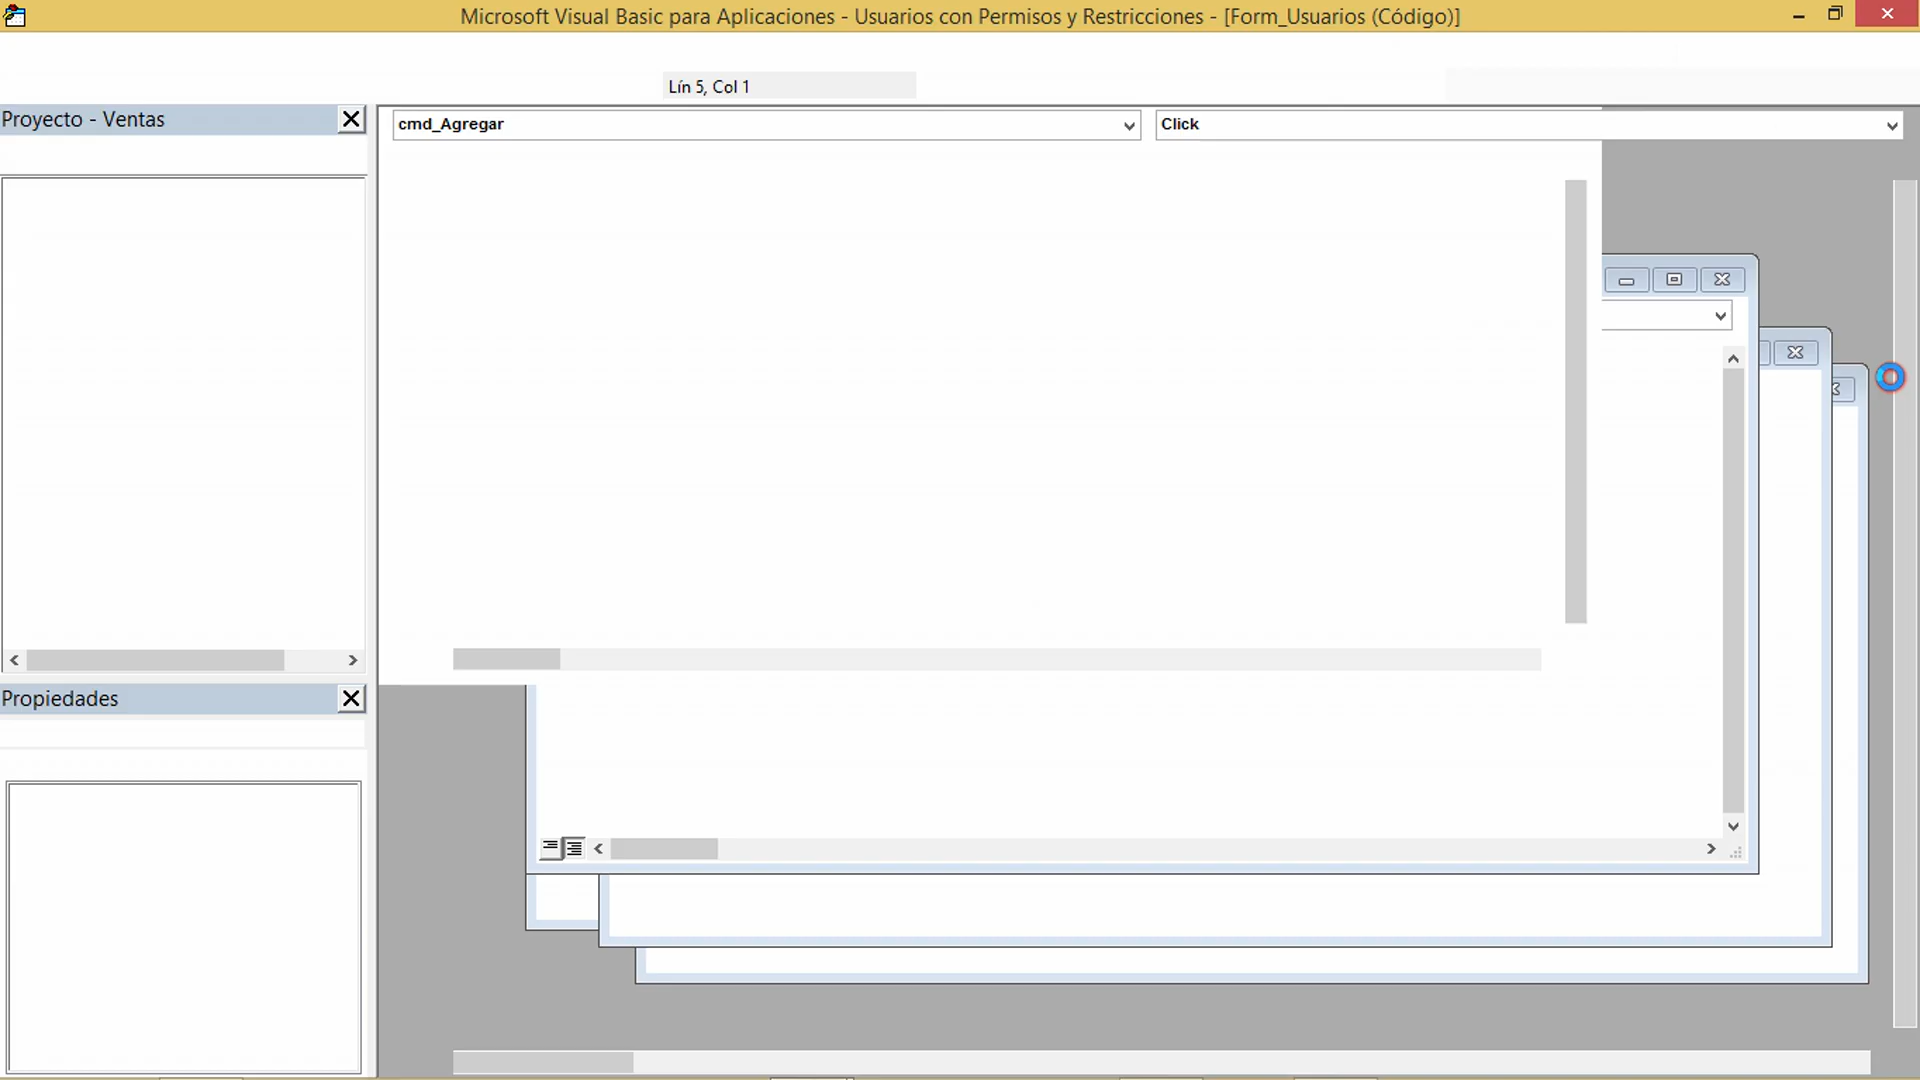 Microsoft Visual Basic para Aplicaciones - Usuarios con Permisos y Restricciones - [Form_Usuarios (Código)]
Lín 5, Col 1
Proyecto - Ventas
cmd_Agregar
Click
Propiedades